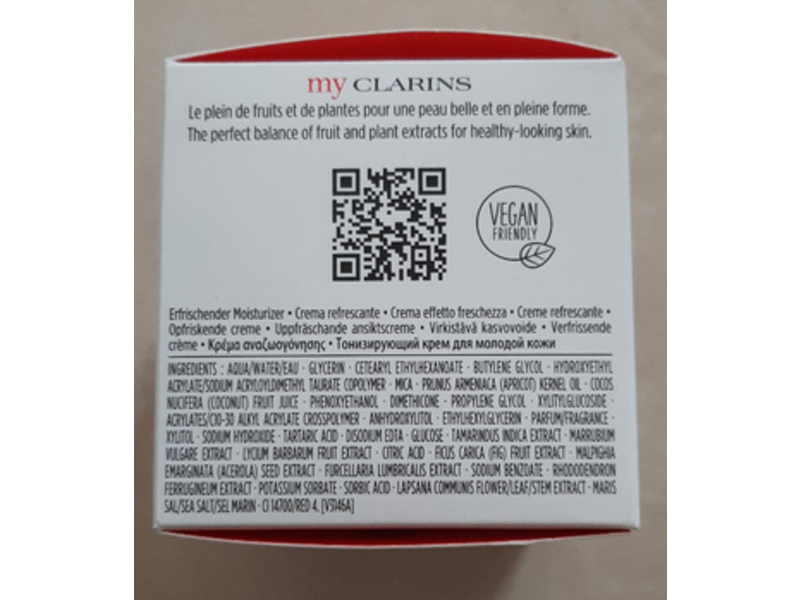 my CLARINS
Le plein de fruits et de plantes pour une peau belle et en pleine forme.
The perfect balance of fruit and plant extracts for healthy-looking skin.
VEGAN
FRIENDLY
Erfrischender Moisturizer • Crema refrescante • Crema effetto freschezza • Creme refrescante •
Opfriskende creme • Uppfräschande ansiktscreme • Virkistävä kasvovoide • Verfrissende
crème • Κρέμα αναζωογόνησης • Тонизирующий крем для молодой кожи
INGREDIENTS : AQUA/WATER/EAU · GLYCERIN · CETEARYL ETHYLHEXANOATE · BUTYLENE GLYCOL · HYDROXYETHYL
ACRYLATE/SODIUM ACRYLOYLDIMETHYL TAURATE COPOLYMER · MICA · PRUNUS ARMENIACA (APRICOT) KERNEL OIL · COCOS
NUCIFERA (COCONUT) FRUIT JUICE · PHENOXYETHANOL · DIMETHICONE · PROPYLENE GLYCOL · XYLITYLGLUCOSIDE ·
ACRYLATES/C10-30 ALKYL ACRYLATE CROSSPOLYMER · ANHYDROXYLITOL · ETHYLHEXYLGLYCERIN · PARFUM/FRAGRANCE ·
XYLITOL · SODIUM HYDROXIDE · TARTARIC ACID · DISODIUM EDTA · GLUCOSE · TAMARINDUS INDICA EXTRACT · MARRUBIUM
VULGARE EXTRACT · LYCIUM BARBARUM FRUIT EXTRACT · CITRIC ACID · FICUS CARICA (FIG) FRUIT EXTRACT · MALPIGHIA
EMARGINATA (ACEROLA) SEED EXTRACT · FURCELLARIA LUMBRICALIS EXTRACT · SODIUM BENZOATE · RHODODENDRON
FERRUGINEUM EXTRACT · POTASSIUM SORBATE · SORBIC ACID · LAPSANA COMMUNIS FLOWER/LEAF/STEM EXTRACT · MARIS
SAL/SEA SALT/SEL MARIN · CI 14700/RED 4. [V3146A]